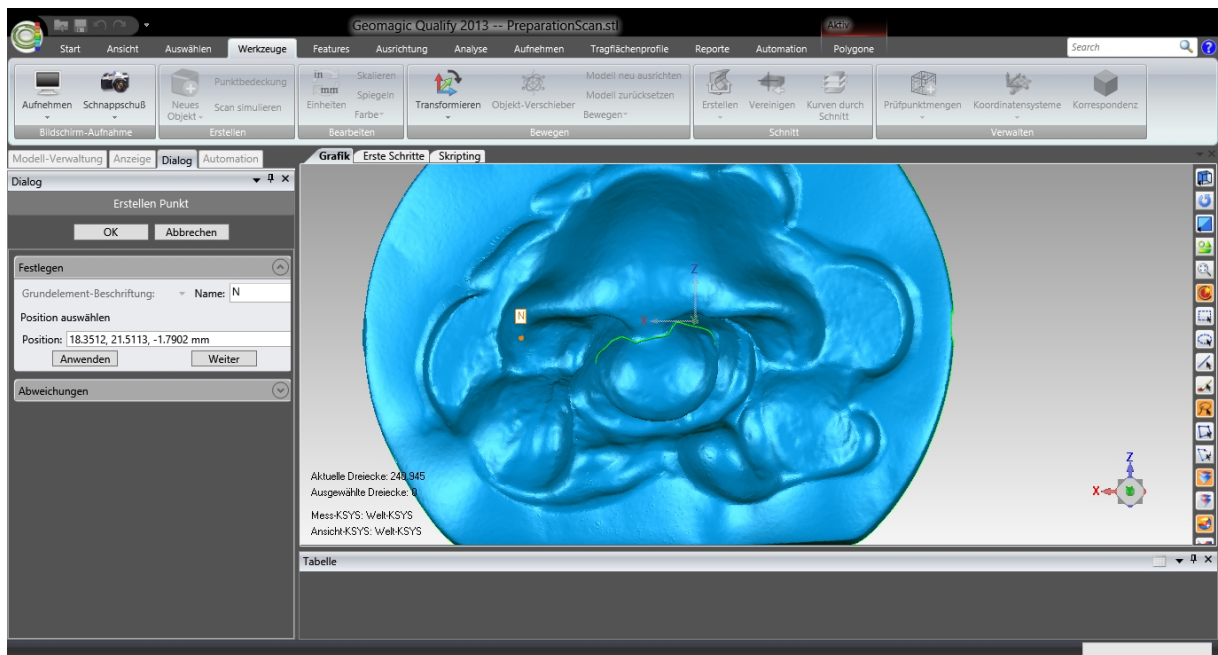 Geomagic Qualify 2013 -- PreparationScan.stl
Aktiv
Start Ansicht Auswählen Werkzeuge Features Ausrichtung Analyse Aufnehmen Tragflächenprofile Reporte Automation Polygone Search
Aufnehmen Schnappschuß
Bildschirm-Aufnahme
Neues Objekt
Punktbedeckung
Scan simulieren
Erstellen
in
mm
Einheiten
Skalieren
Spiegeln
Farbe
Bearbeiten
Transformieren Objekt-Verschieber
Modell neu ausrichten
Modell zurücksetzen
Bewegen
Bewegen
Erstellen Vereinigen Kurven durch Schnitt
Schnitt
Prüfpunktmengen Koordinatensysteme Korrespondenz
Verwalten
Modell-Verwaltung Anzeige Dialog Automation
Dialog
Erstellen Punkt
OK Abbrechen
Festlegen
Grundelement-Beschriftung: Name: N
Position auswählen
Position: 18.3512, 21.5113, -1.7902 mm
Anwenden Weiter
Abweichungen
Grafik Erste Schritte Skripting
Z
N
X
Aktuelle Dreiecke: 240.945
Ausgewählte Dreiecke: 0
Mess-KSYS: Welt-KSYS
Ansicht-KSYS: Welt-KSYS
Z
X
Tabelle